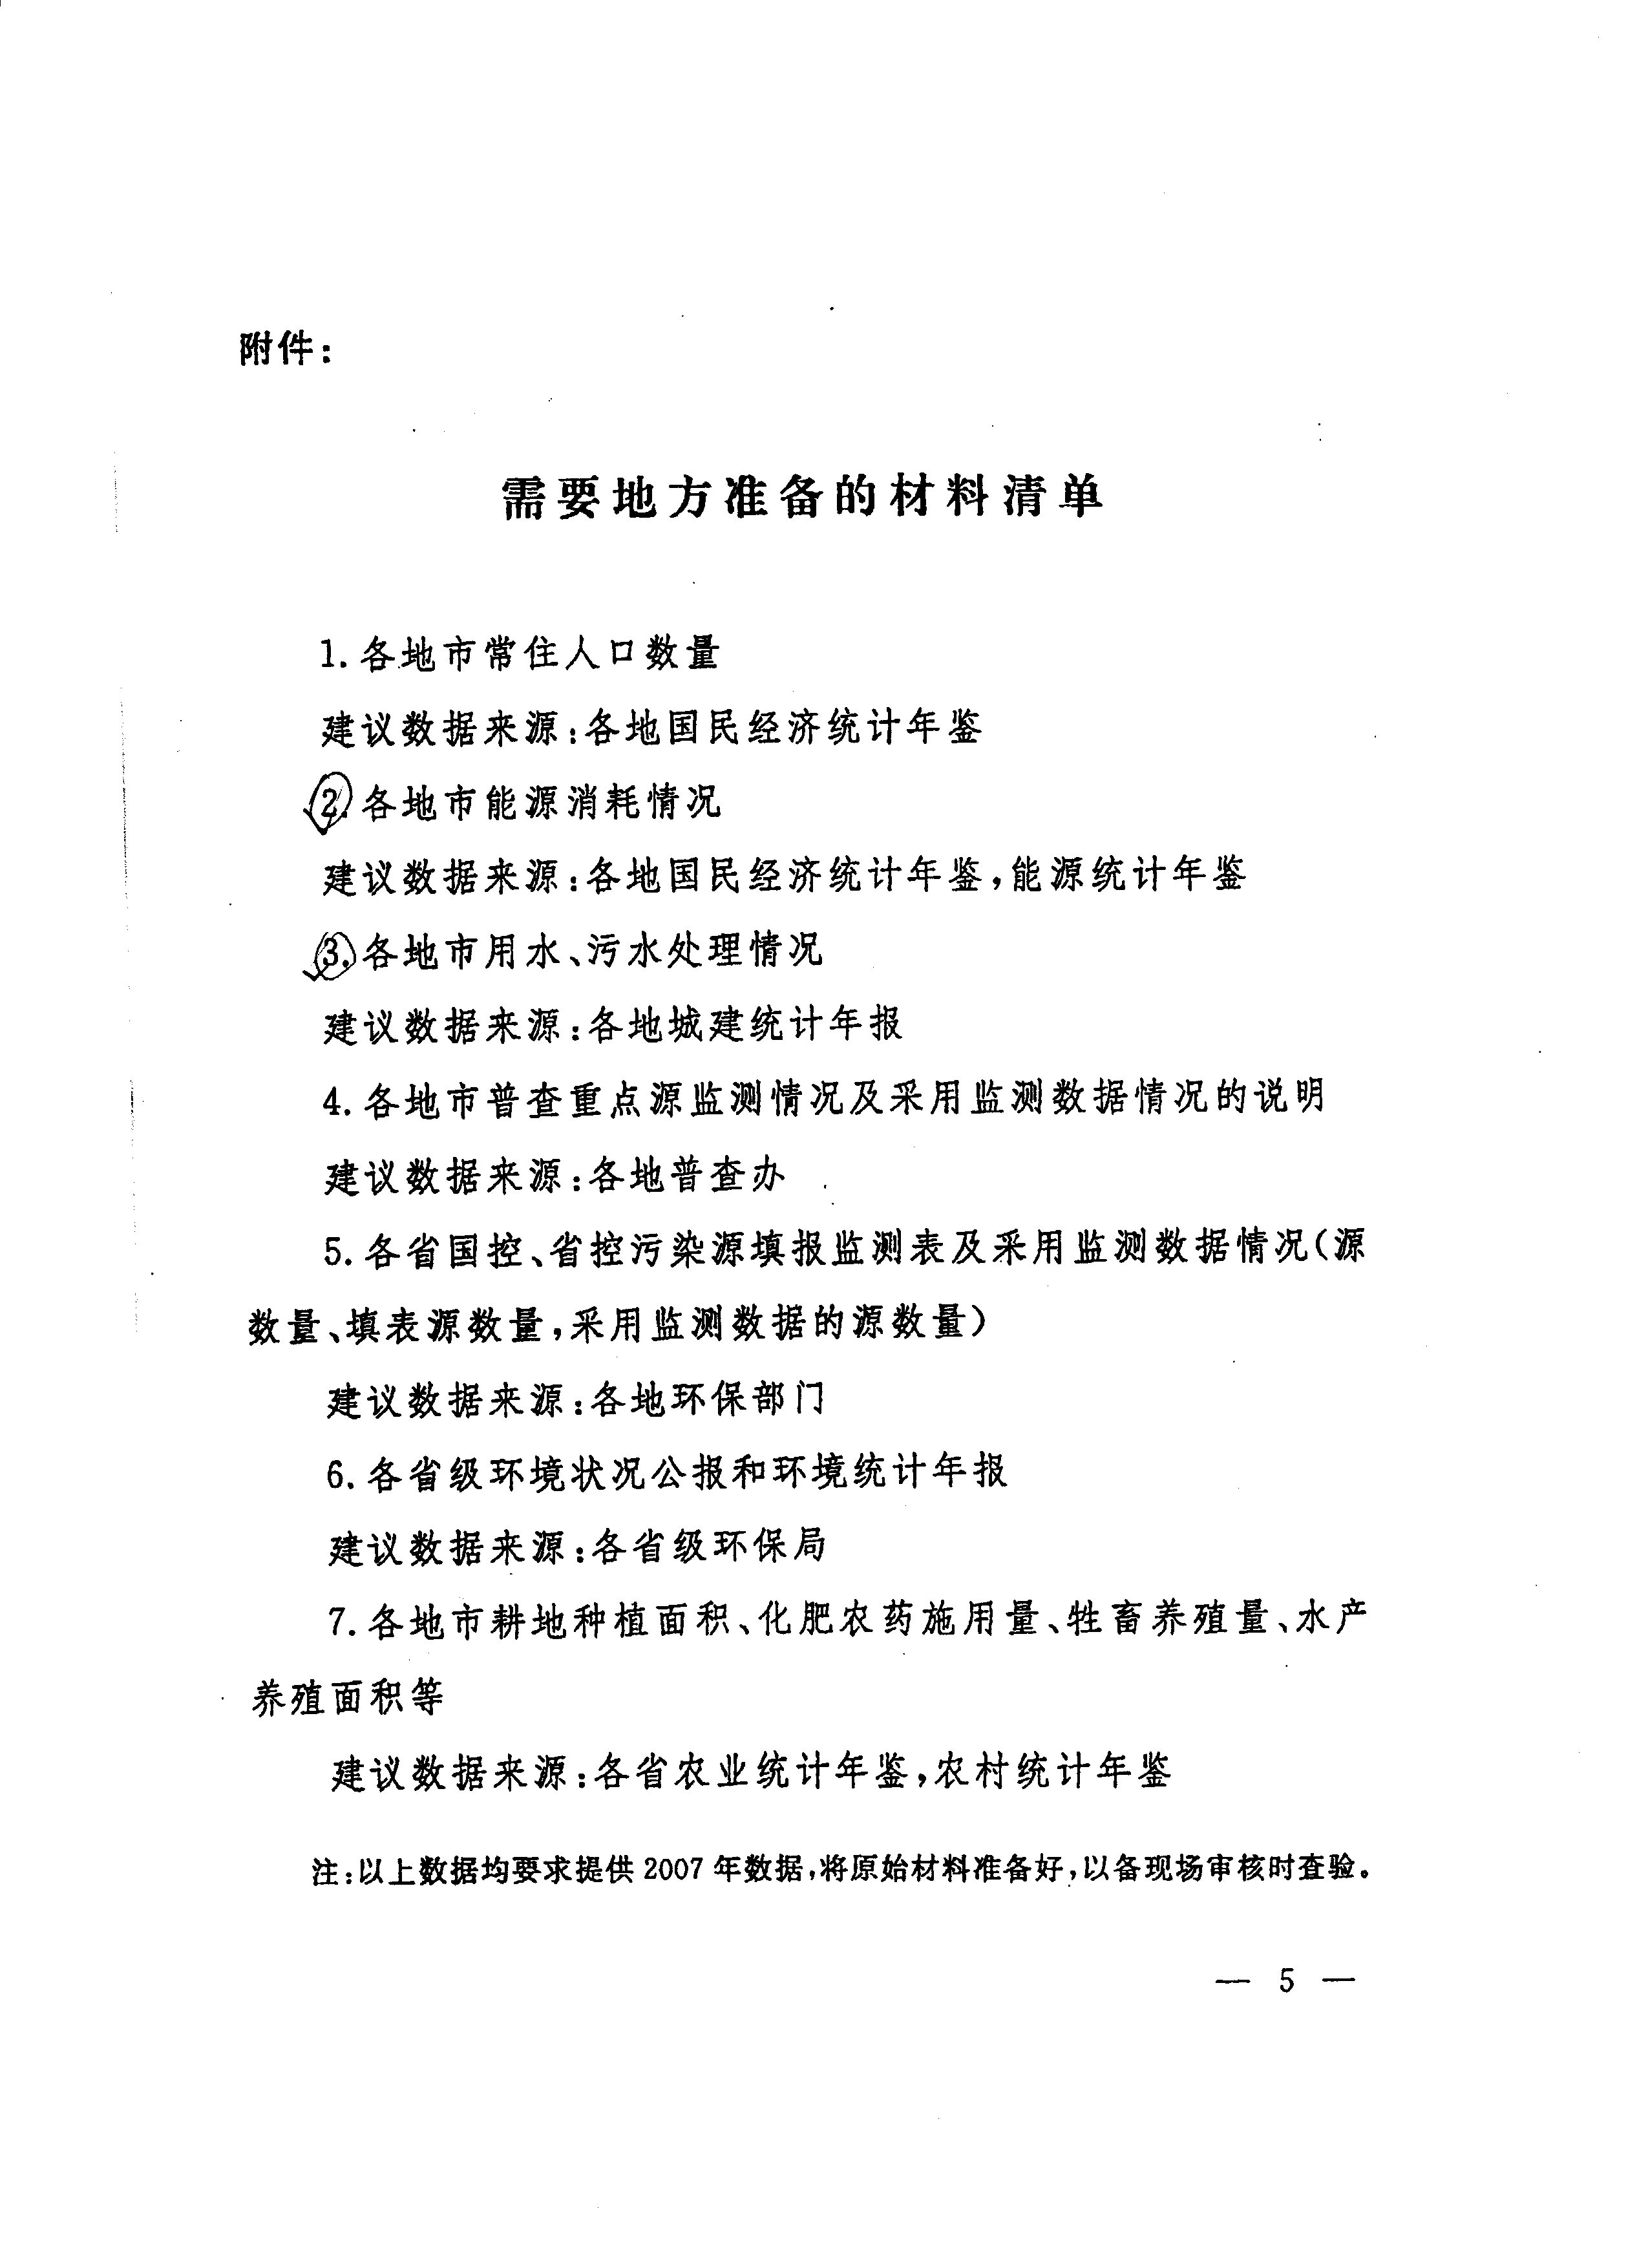 附件：
需要地方准备的材料清单
1. 各地市常住人口数量
建议数据来源：各地国民经济统计年鉴
2. 各地市能源消耗情况
建议数据来源：各地国民经济统计年鉴，能源统计年鉴
3. 各地市用水、污水处理情况
建议数据来源：各地城建统计年报
4. 各地市普查重点源监测情况及采用监测数据情况的说明
建议数据来源：各地普查办
5. 各省国控、省控污染源填报监测表及采用监测数据情况（源
数量、填表源数量，采用监测数据的源数量）
建议数据来源：各地环保部门
6. 各省级环境状况公报和环境统计年报
建议数据来源：各省级环保局
7. 各地市耕地种植面积、化肥农药施用量、牲畜养殖量、水产
养殖面积等
建议数据来源：各省农业统计年鉴，农村统计年鉴
注：以上数据均要求提供 2007 年数据，将原始材料准备好，以备现场审核时查验。
— 5 —